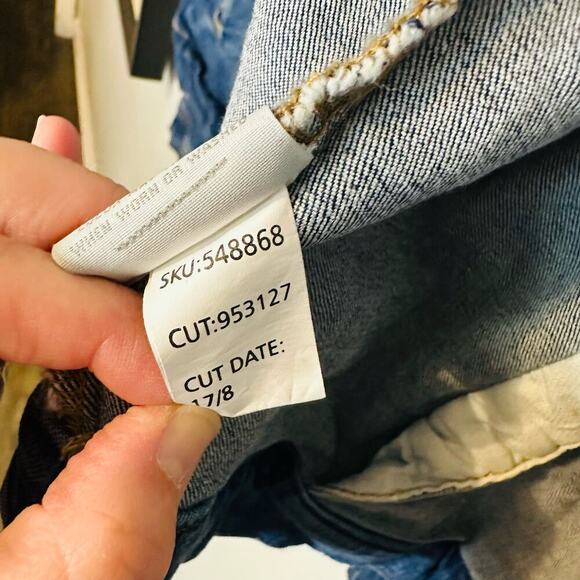 WHEN WORN OR WASHED
SKU:548868
CUT:953127
CUT DATE:
17/8